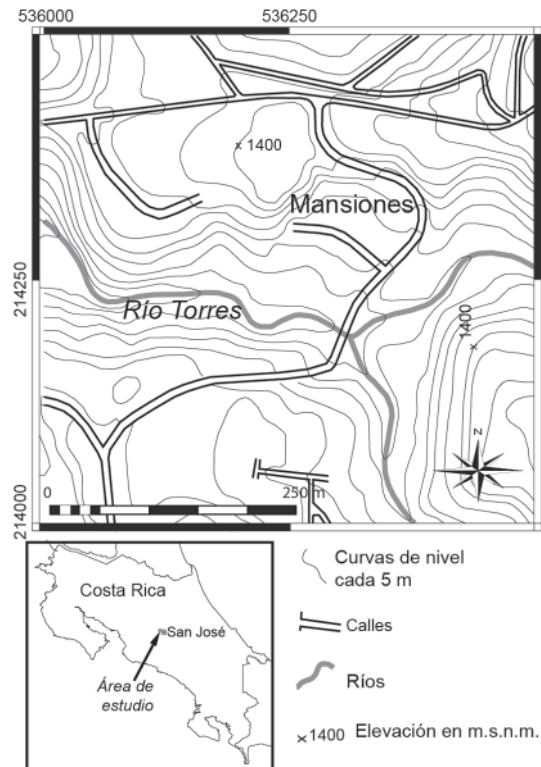 536000
536250
1400
Mansiones
214250
Río Torres
1400
N
0
250 m
214000
Costa Rica
San José
Área de
estudio
Curvas de nivel
cada 5 m
Calles
Ríos
x1400 Elevación en m.s.n.m.